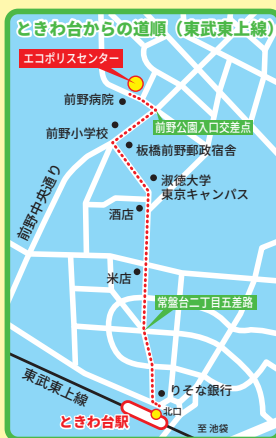 ときわ台からの道順（東武東上線）
エコポリスセンター
前野病院
前野公園入口交差点
前野小学校
板橋前野郵政宿舎
淑徳大学
東京キャンパス
前野中央通り
酒店
米店
常盤台二丁目五差路
東武東上線
りそな銀行
北口
ときわ台駅
至 池袋